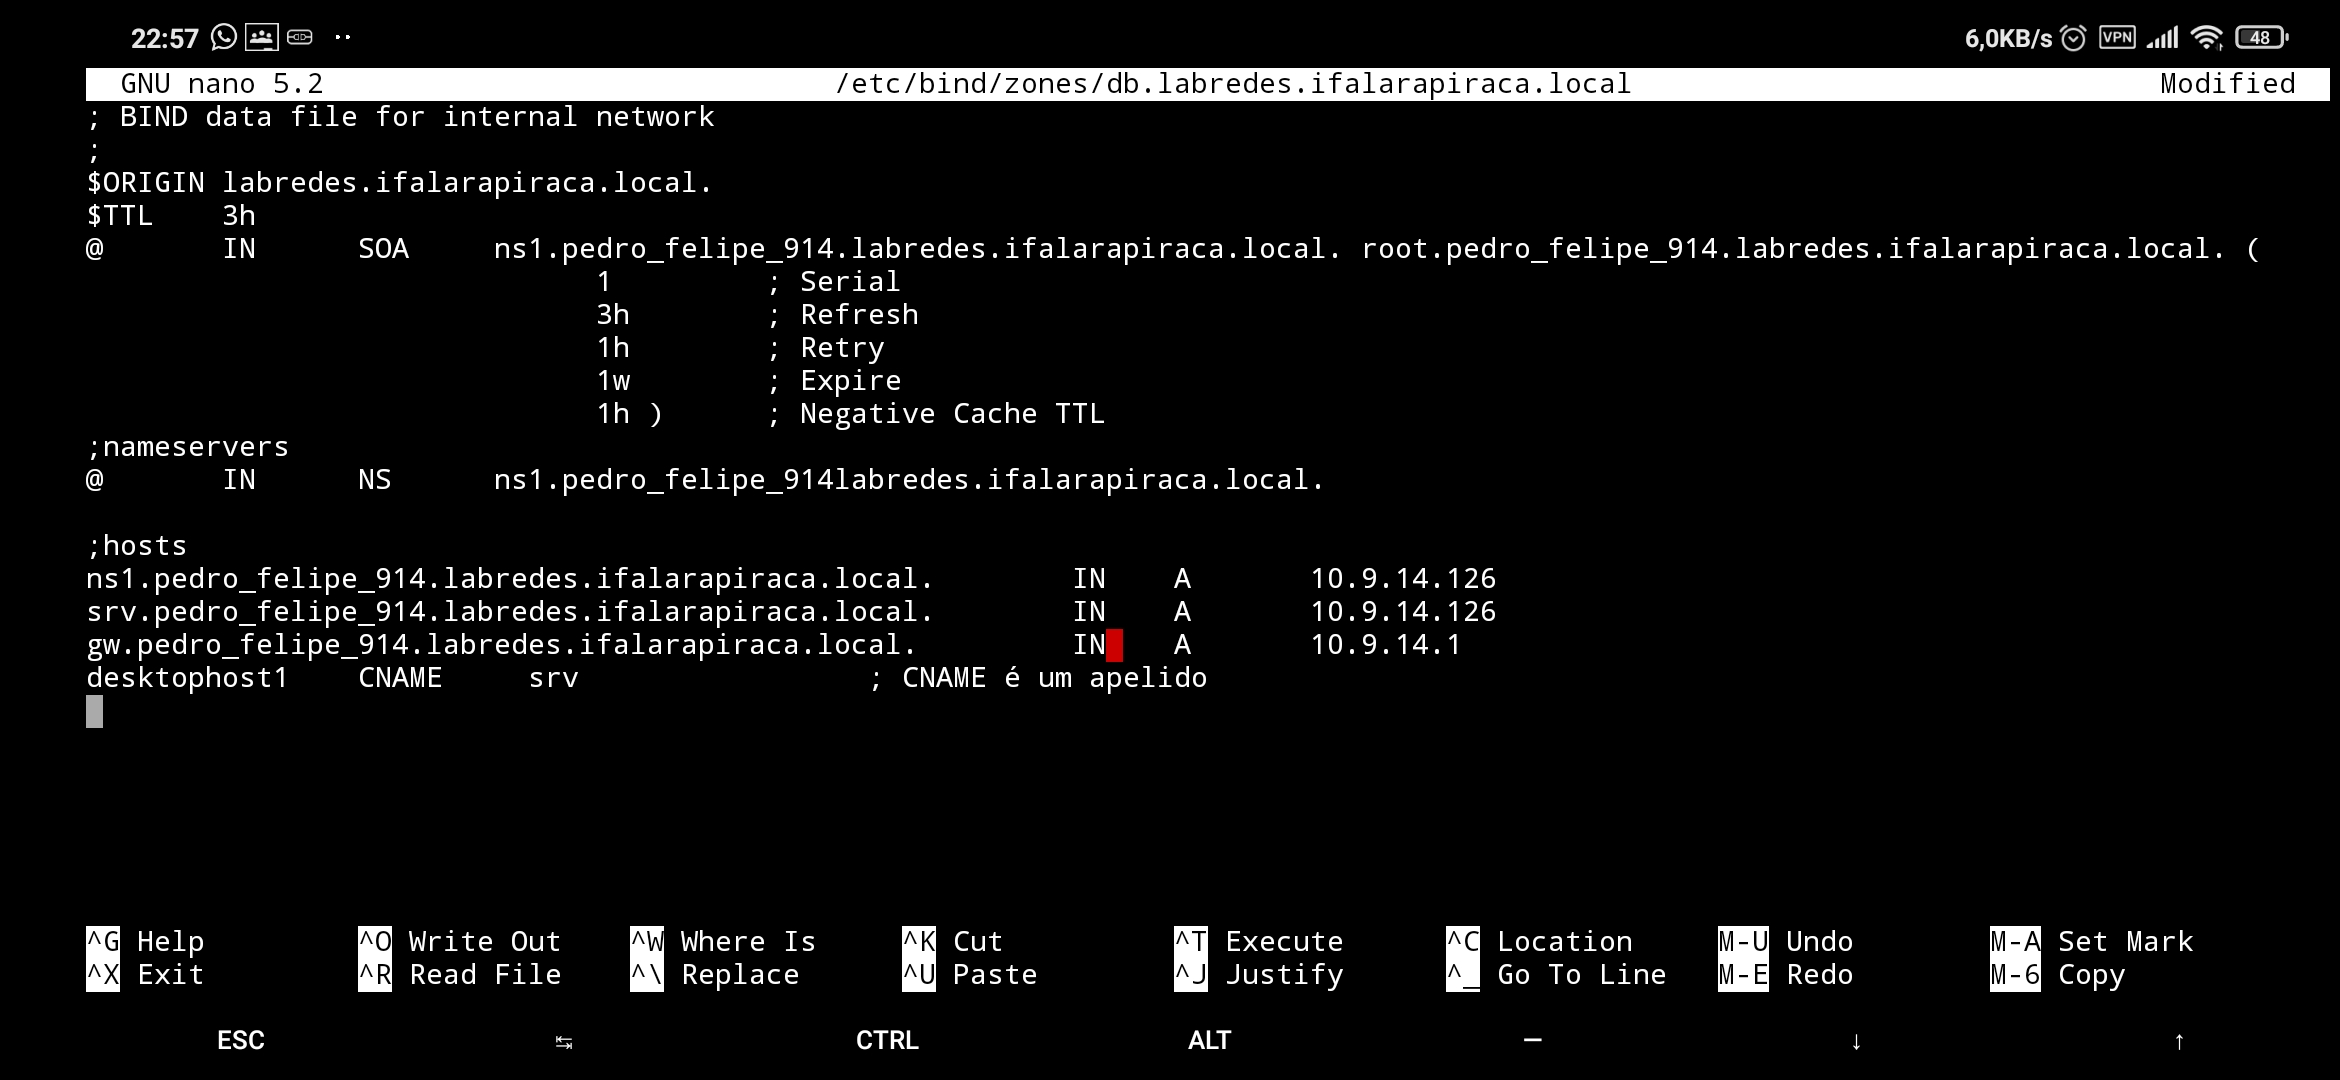 22:57 6,0KB/s VPN 48
GNU nano 5.2 /etc/bind/zones/db.labredes.ifalarapiraca.local Modified
; BIND data file for internal network
;
$ORIGIN labredes.ifalarapiraca.local.
$TTL 3h
@ IN SOA ns1.pedro_felipe_914.labredes.ifalarapiraca.local. root.pedro_felipe_914.labredes.ifalarapiraca.local. (
1 ; Serial
3h ; Refresh
1h ; Retry
1w ; Expire
1h ) ; Negative Cache TTL
;nameservers
@ IN NS ns1.pedro_felipe_914labredes.ifalarapiraca.local.
;hosts
ns1.pedro_felipe_914.labredes.ifalarapiraca.local. IN A 10.9.14.126
srv.pedro_felipe_914.labredes.ifalarapiraca.local. IN A 10.9.14.126
gw.pedro_felipe_914.labredes.ifalarapiraca.local. IN A 10.9.14.1
desktophost1 CNAME srv ; CNAME é um apelido
^G Help ^O Write Out ^W Where Is ^K Cut ^T Execute ^C Location M-U Undo M-A Set Mark
^X Exit ^R Read File ^\ Replace ^U Paste ^J Justify ^_ Go To Line M-E Redo M-6 Copy
ESC ↹ CTRL ALT — ↓ ↑